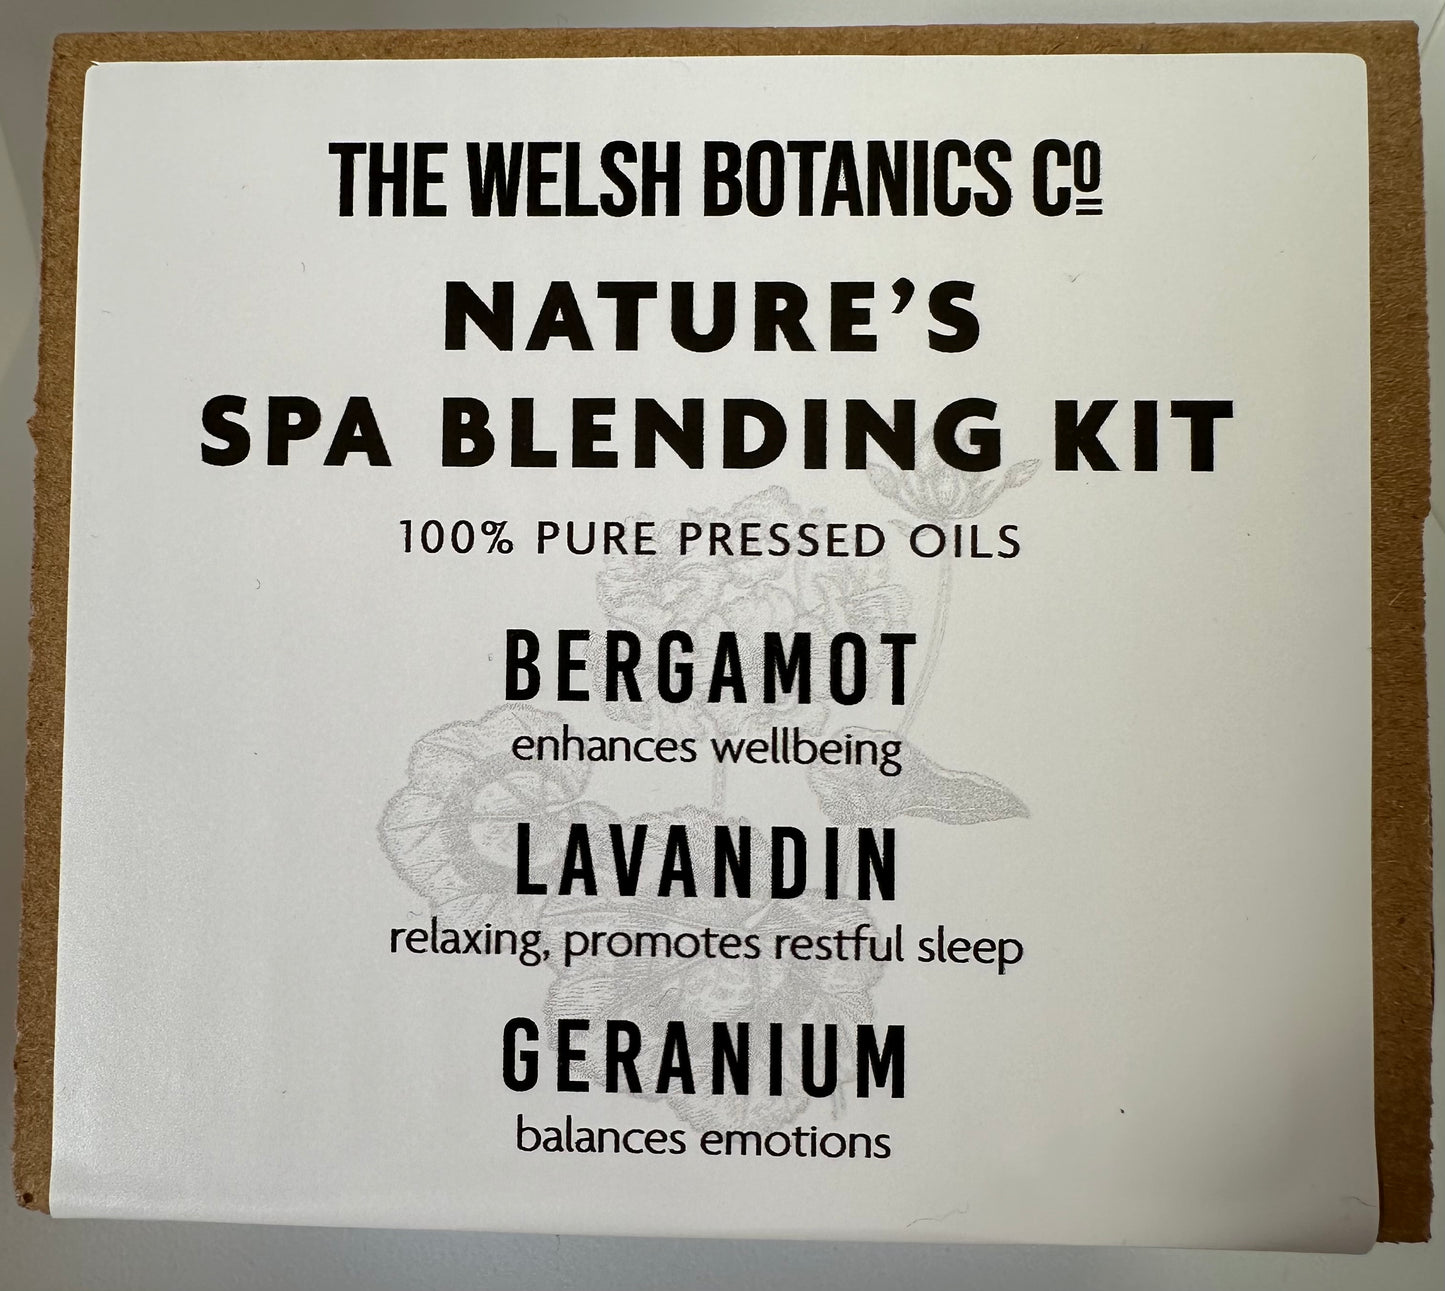 THE WELSH BOTANICS Cº
NATURE'S
SPA BLENDING KIT
100% PURE PRESSED OILS
BERGAMOT
enhances wellbeing
LAVANDIN
relaxing, promotes restful sleep
GERANIUM
balances emotions